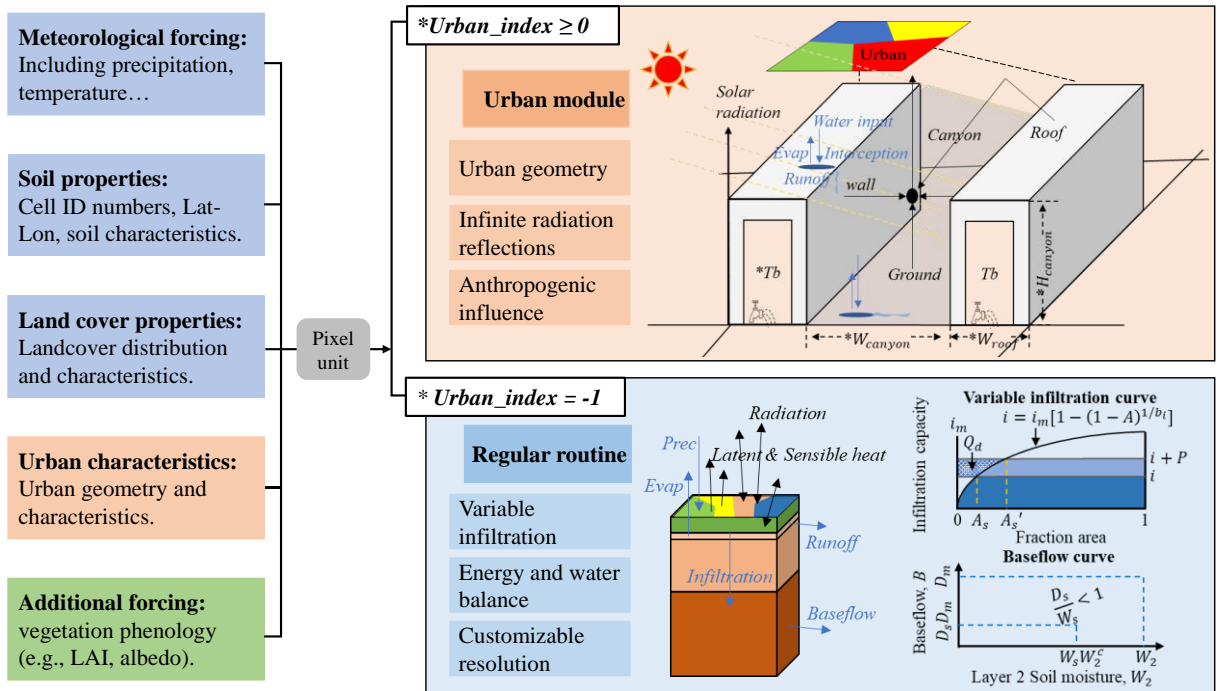 Meteorological forcing:
Including precipitation,
temperature…
Soil properties:
Cell ID numbers, Lat-
Lon, soil characteristics.
Land cover properties:
Landcover distribution
and characteristics.
Urban characteristics:
Urban geometry and
characteristics.
Additional forcing:
vegetation phenology
(e.g., LAI, albedo).
Pixel
unit
*Urban_index ≥ 0
Urban module
Urban geometry
Infinite radiation
reflections
Anthropogenic
influence
Urban
Solar
radiation
Water input
Evap
Interception
Runoff
wall
Canyon
Roof
Ground
*Tb
Tb
*H_canyon
*W_canyon
*W_roof
* Urban_index = -1
Regular routine
Variable
infiltration
Energy and water
balance
Customizable
resolution
Radiation
Prec
Latent & Sensible heat
Evap
Runoff
Infiltration
Baseflow
Variable infiltration curve
i_m
i = i_m[1 − (1 − A)^{1/b_i}]
Q_d
i + P
i
Infiltration capacity
0
A_s
A_s'
1
Fraction area
Baseflow curve
Baseflow, B
D_m
D_s D_m
D_s/W_s < 1
W_s W_2^c
W_2
Layer 2 Soil moisture, W_2